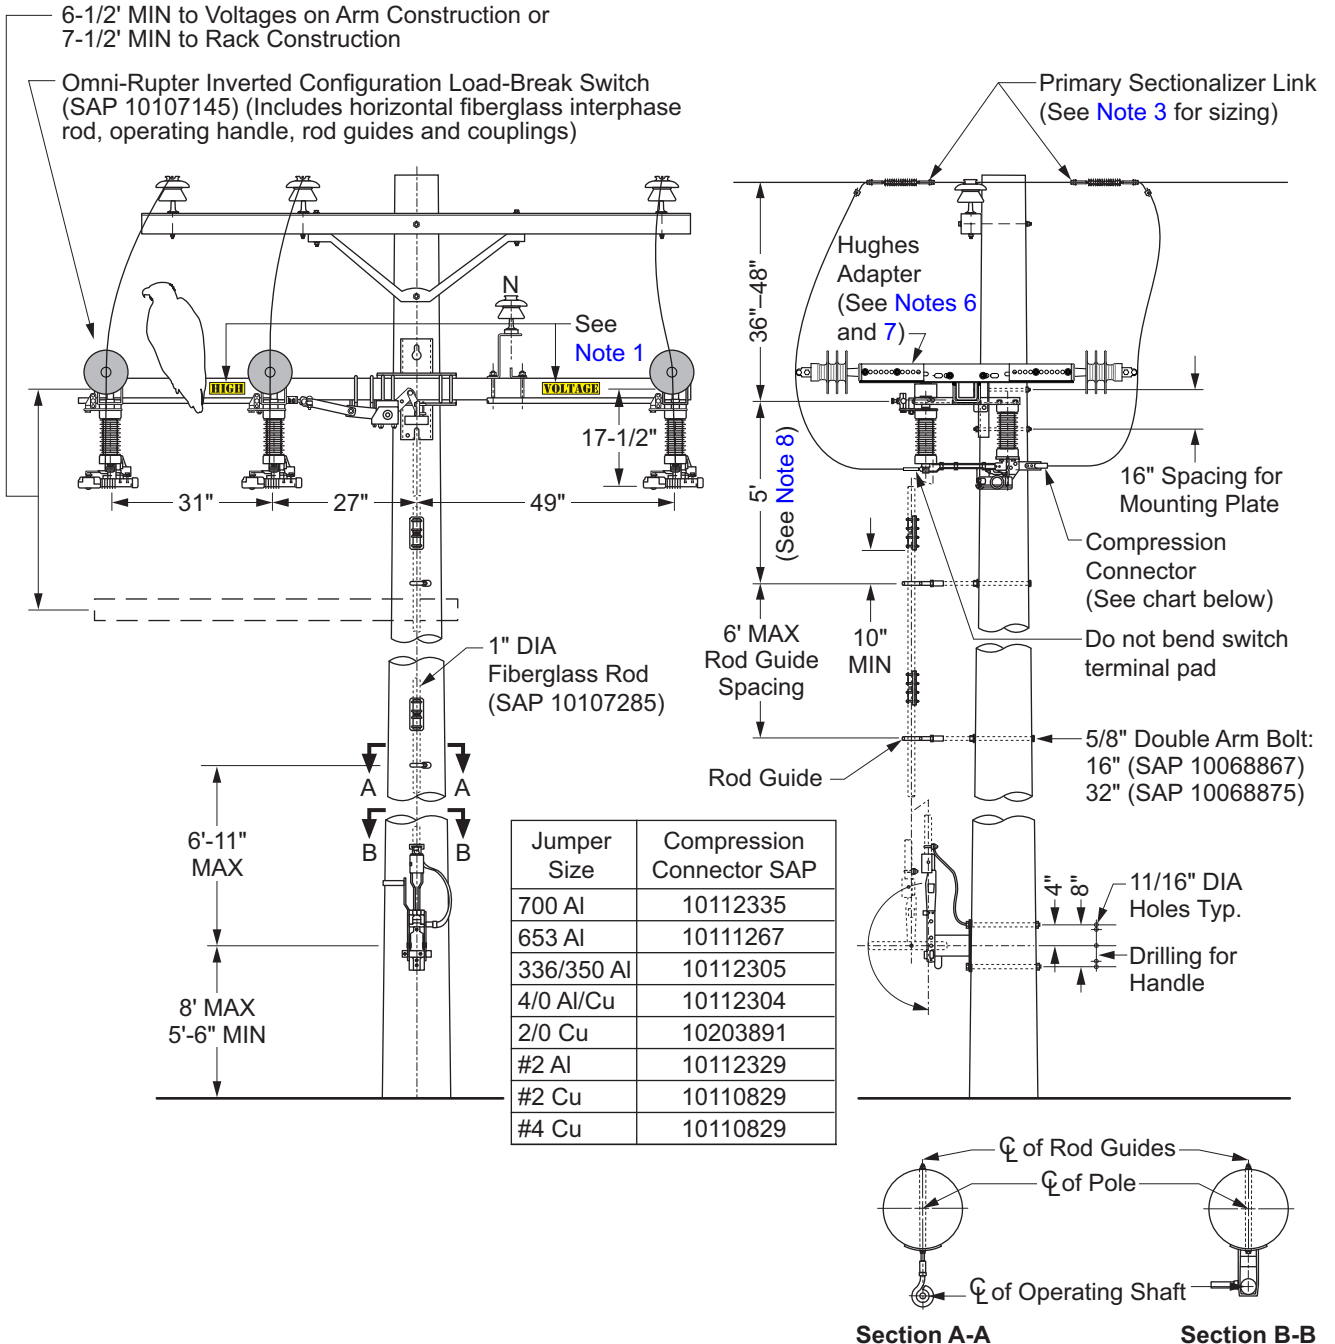 6-1/2' MIN to Voltages on Arm Construction or
7-1/2' MIN to Rack Construction
Omni-Rupter Inverted Configuration Load-Break Switch
(SAP 10107145) (Includes horizontal fiberglass interphase
rod, operating handle, rod guides and couplings)
Primary Sectionalizer Link
(See Note 3 for sizing)
N
See
Note 1
HIGH
VOLTAGE
17-1/2"
31"
27"
49"
36"–48"
Hughes
Adapter
(See Notes 6
and 7)
5'
(See Note 8)
16" Spacing for
Mounting Plate
Compression
Connector
(See chart below)
Do not bend switch
terminal pad
6' MAX
Rod Guide
Spacing
10"
MIN
1" DIA
Fiberglass Rod
(SAP 10107285)
Rod Guide
5/8" Double Arm Bolt:
16" (SAP 10068867)
32" (SAP 10068875)
A
A
B
B
6'-11"
MAX
8' MAX
5'-6" MIN
Jumper Size	Compression Connector SAP
700 Al	10112335
653 Al	10111267
336/350 Al	10112305
4/0 Al/Cu	10112304
2/0 Cu	10203891
#2 Al	10112329
#2 Cu	10110829
#4 Cu	10110829
4"
8"
11/16" DIA
Holes Typ.
Drilling for
Handle
℄ of Rod Guides
℄ of Pole
℄ of Operating Shaft
Section A-A
Section B-B